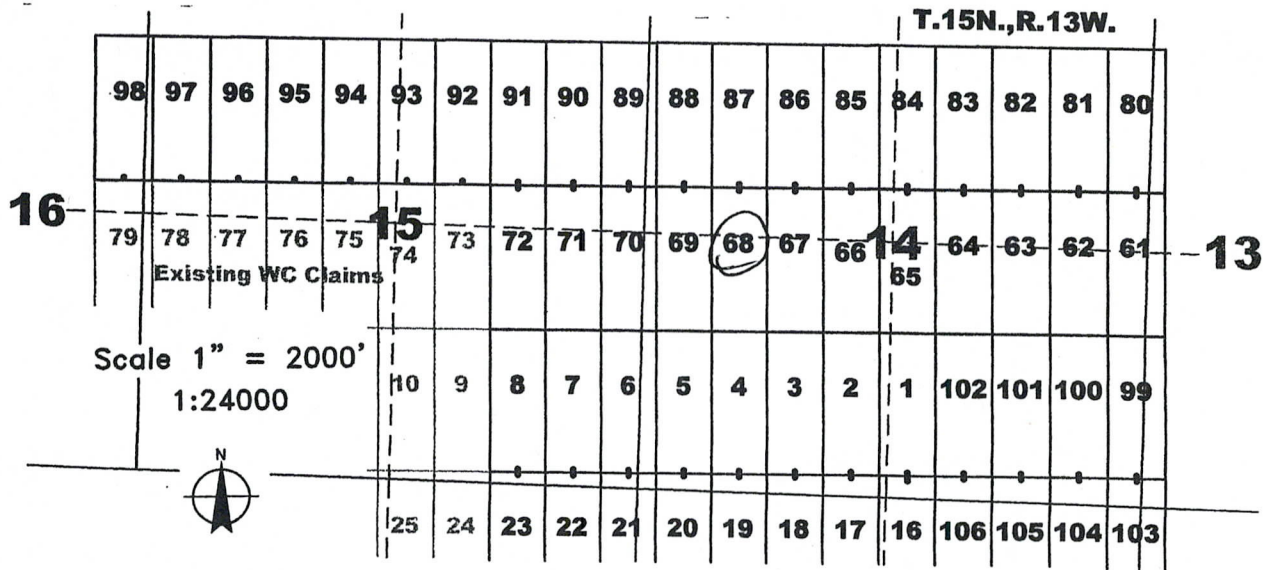 T.15N.,R.13W.
98 97 96 95 94 93 92 91 90 89 88 87 86 85 84 83 82 81 80
16 15 14 13
79 78 77 76 75 74 73 72 71 70 69 68 67 66 65 64 63 62 61
Existing WC Claims
Scale 1” = 2000’
1:24000
10 9 8 7 6 5 4 3 2 1 102 101 100 99
N
25 24 23 22 21 20 19 18 17 16 106 105 104 103